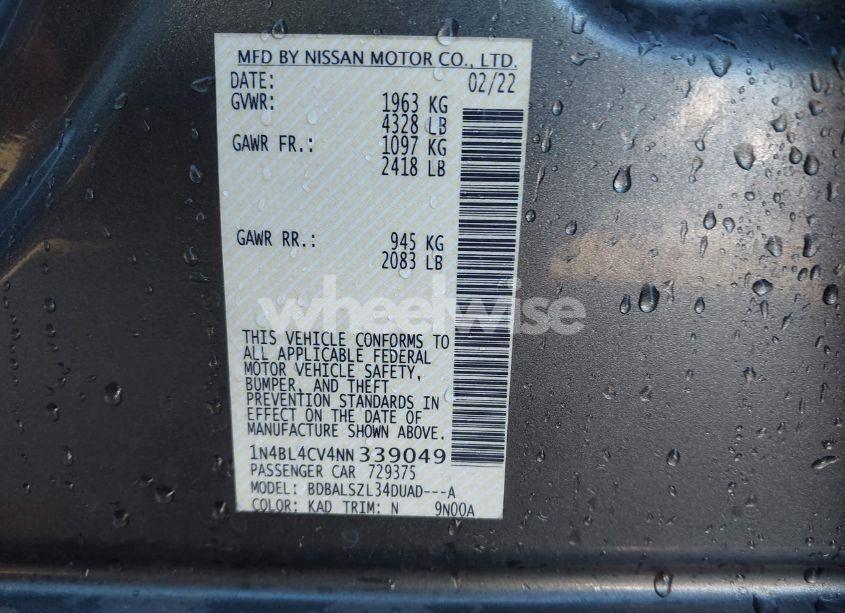 MFD BY NISSAN MOTOR CO., LTD.
DATE: 02/22
GVWR: 1963 KG
4328 LB
GAWR FR.: 1097 KG
2418 LB
GAWR RR.: 945 KG
2083 LB
wheelwise
THIS VEHICLE CONFORMS TO
ALL APPLICABLE FEDERAL
MOTOR VEHICLE SAFETY,
BUMPER, AND THEFT
PREVENTION STANDARDS IN
EFFECT ON THE DATE OF
MANUFACTURE SHOWN ABOVE.
1N4BL4CV4NN339049
PASSENGER CAR 729375
MODEL: BDBALSZL34DUAD---A
COLOR: KAD TRIM: N 9N00A